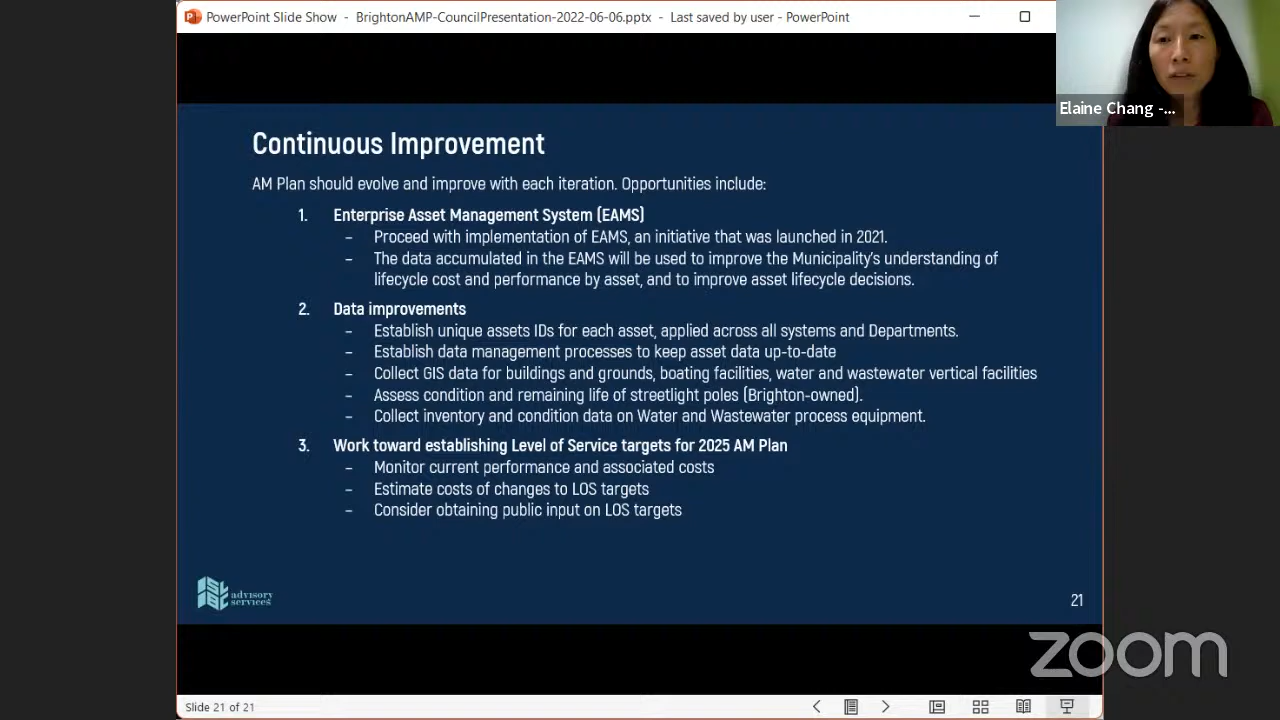 PowerPoint Slide Show - BrightonAMP-CouncilPresentation-2022-06-06.pptx - Last saved by user - PowerPoint
Elaine Chang -...
Continuous Improvement
AM Plan should evolve and improve with each iteration. Opportunities include:
1. Enterprise Asset Management System (EAMS)
– Proceed with implementation of EAMS, an initiative that was launched in 2021.
– The data accumulated in the EAMS will be used to improve the Municipality's understanding of
lifecycle cost and performance by asset, and to improve asset lifecycle decisions.
2. Data improvements
– Establish unique assets IDs for each asset, applied across all systems and Departments.
– Establish data management processes to keep asset data up-to-date
– Collect GIS data for buildings and grounds, boating facilities, water and wastewater vertical facilities
– Assess condition and remaining life of streetlight poles (Brighton-owned).
– Collect inventory and condition data on Water and Wastewater process equipment.
3. Work toward establishing Level of Service targets for 2025 AM Plan
– Monitor current performance and associated costs
– Estimate costs of changes to LOS targets
– Consider obtaining public input on LOS targets
advisory
services
21
zoom
Slide 21 of 21